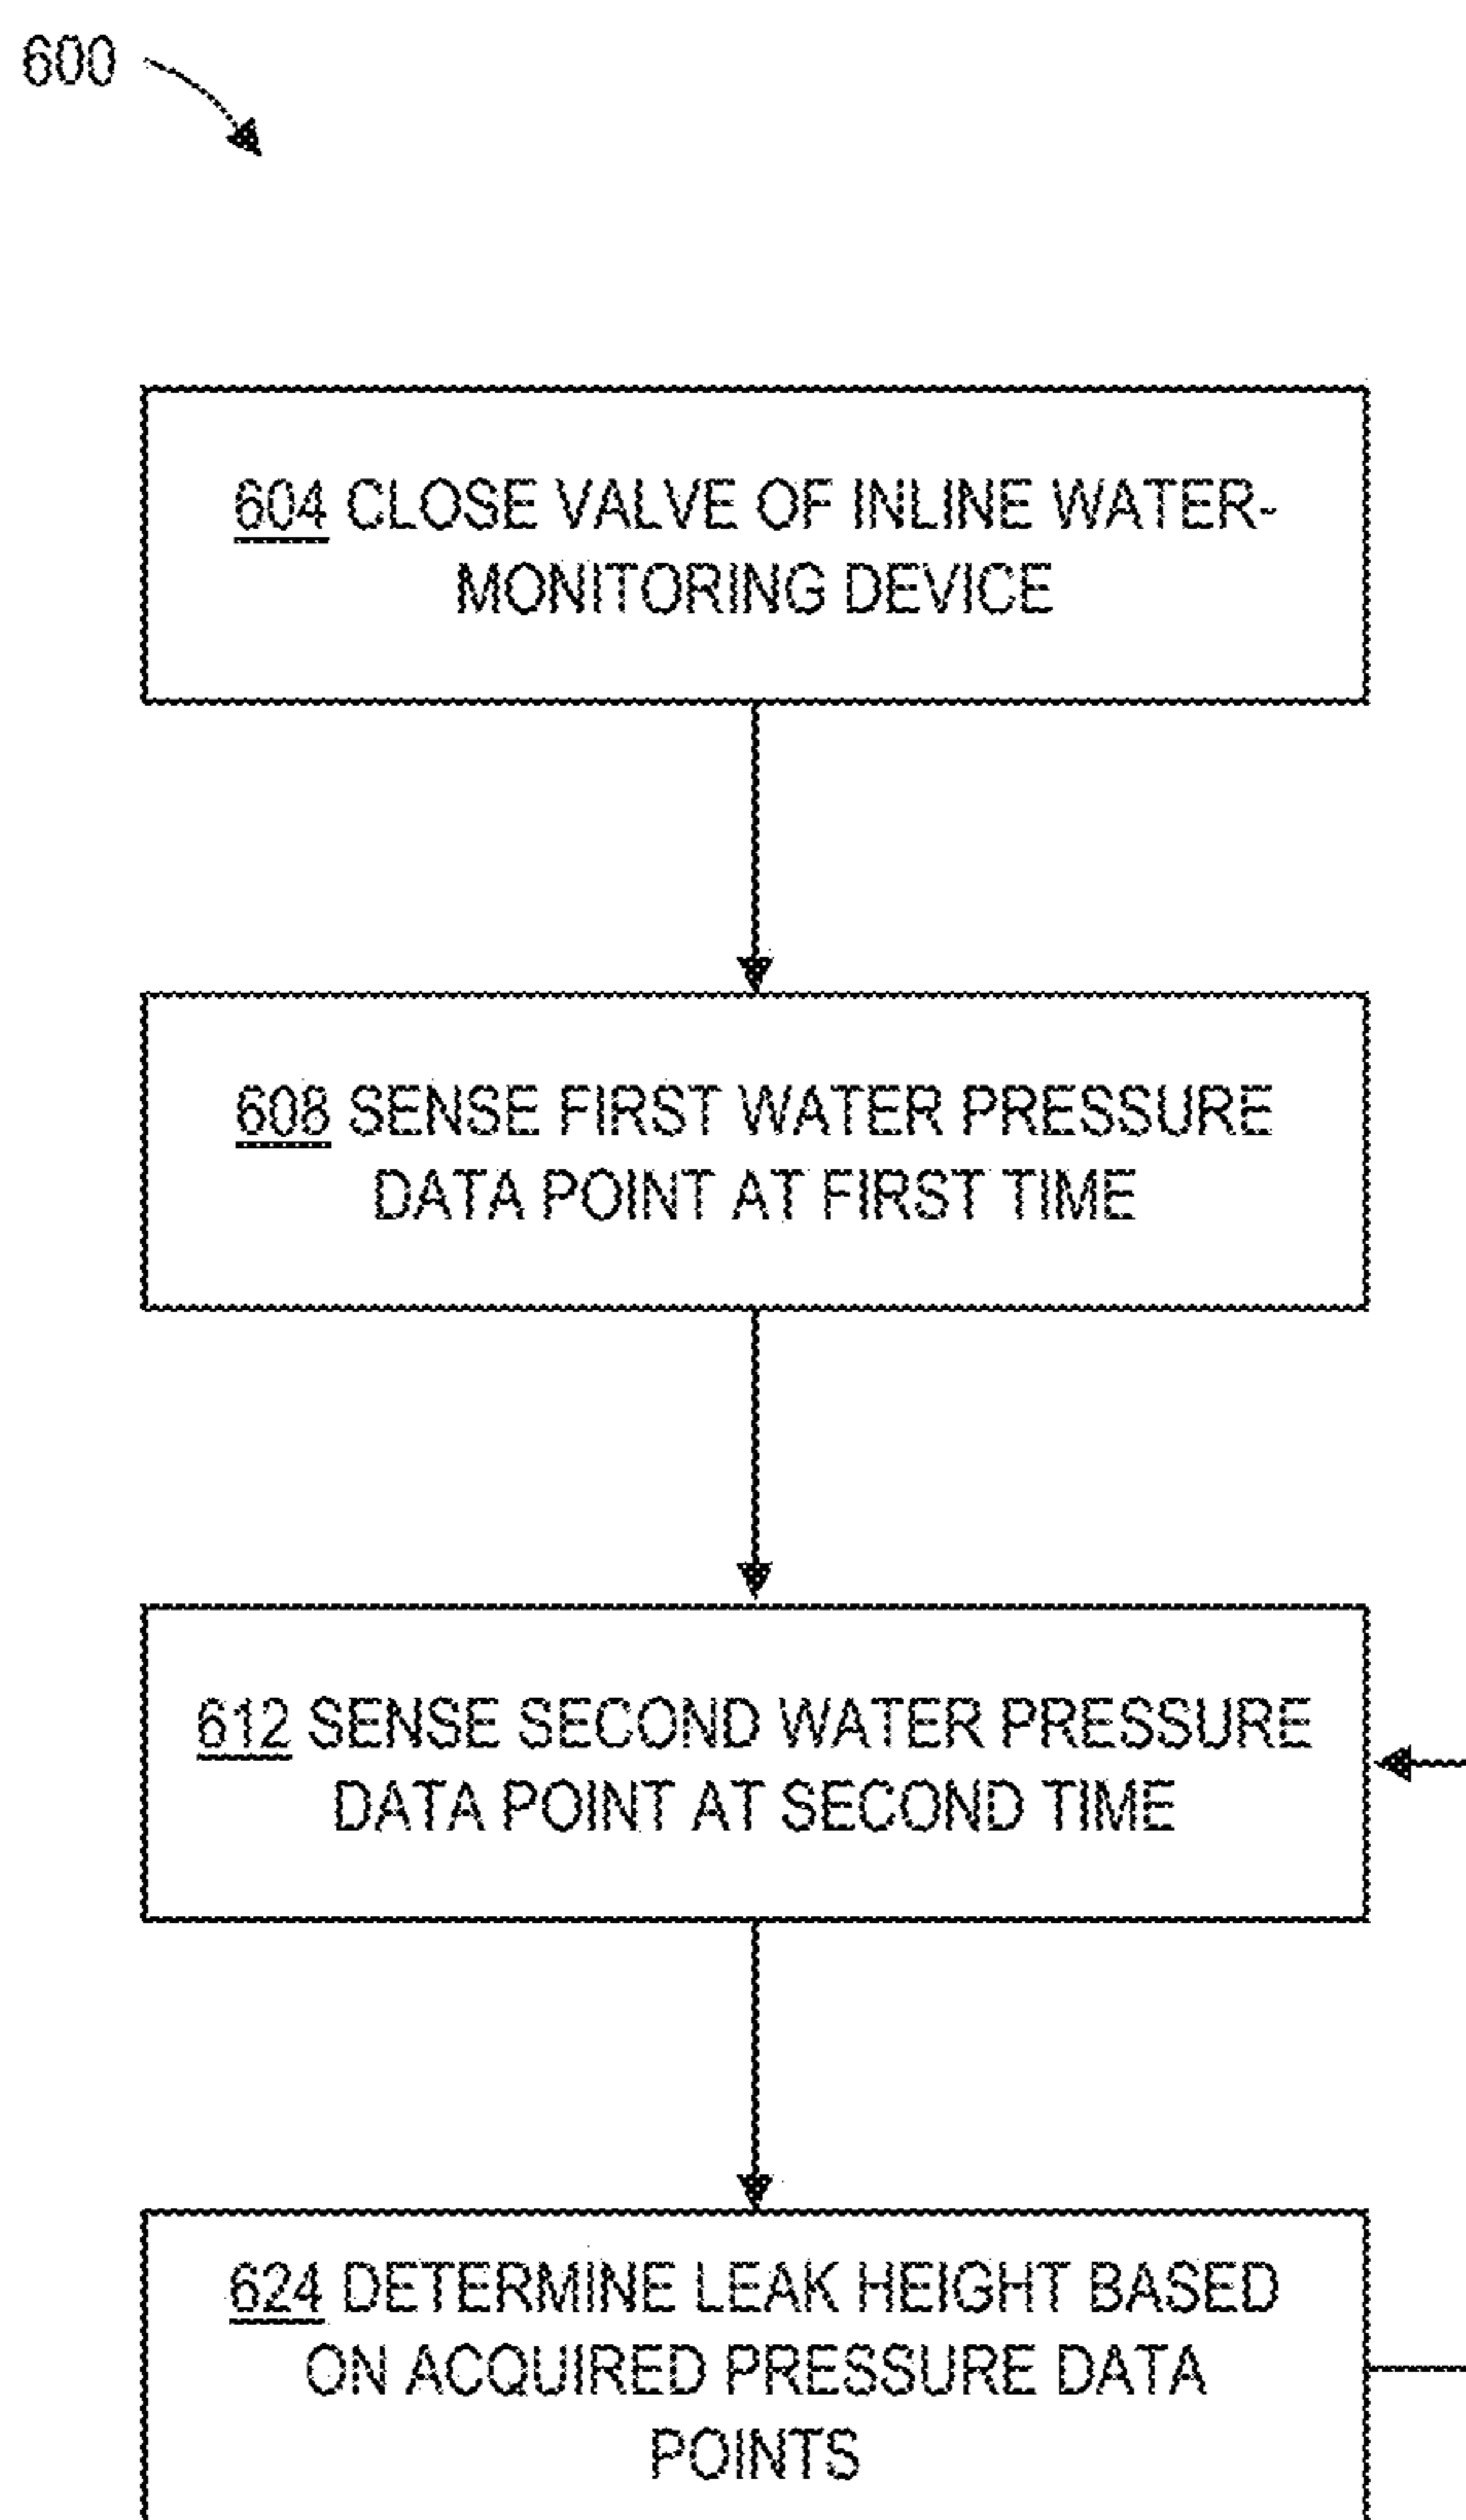 600
604 CLOSE VALVE OF INLINE WATER-
MONITORING DEVICE
608 SENSE FIRST WATER PRESSURE
DATA POINT AT FIRST TIME
612 SENSE SECOND WATER PRESSURE
DATA POINT AT SECOND TIME
624 DETERMINE LEAK HEIGHT BASED
ON ACQUIRED PRESSURE DATA
POINTS